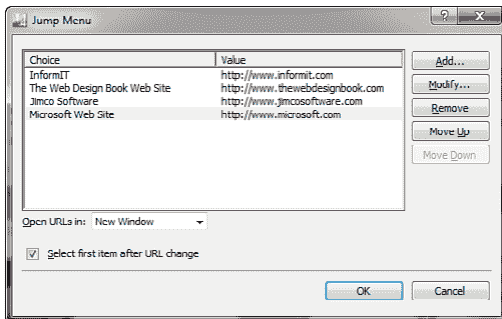 Jump Menu
Choice Value
InformIT http://www.informit.com
The Web Design Book Web Site http://www.thewebdesignbook.com
Jimco Software http://www.jimcosoftware.com
Microsoft Web Site http://www.microsoft.com
Add...
Modify...
Remove
Move Up
Move Down
Open URLs in: New Window
Select first item after URL change
OK Cancel